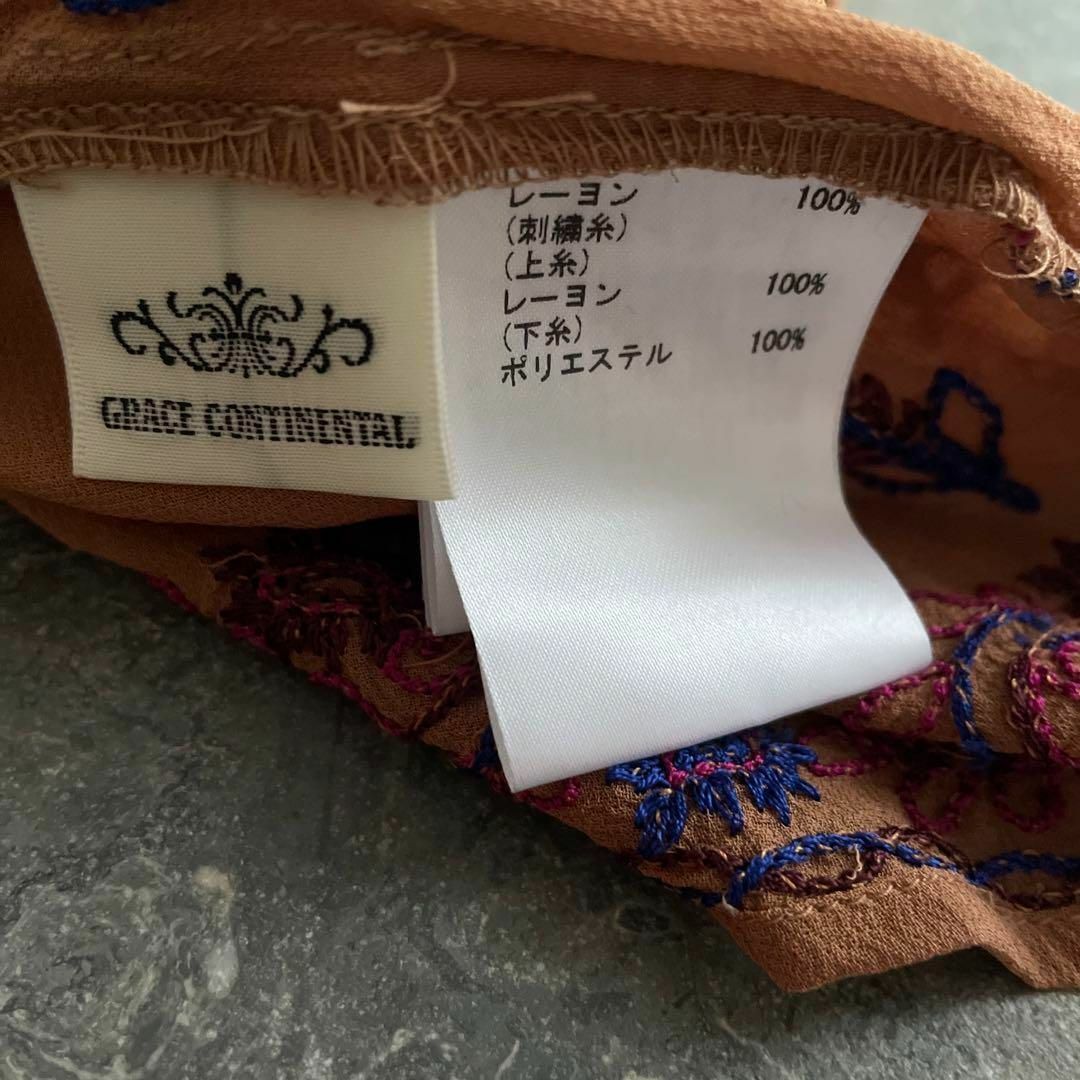 GRACE CONTINENTAL
レーヨン 100%
(刺繍糸)
(上糸)
レーヨン 100%
(下糸)
ポリエステル 100%